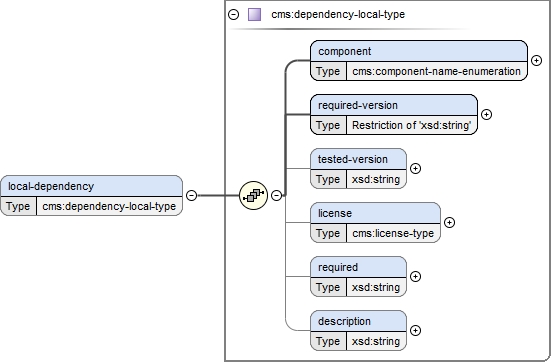 cms:dependency-local-type
component
Type cms:component-name-enumeration
required-version
Type Restriction of 'xsd:string'
tested-version
Type xsd:string
local-dependency
Type cms:dependency-local-type
license
Type cms:license-type
required
Type xsd:string
description
Type xsd:string